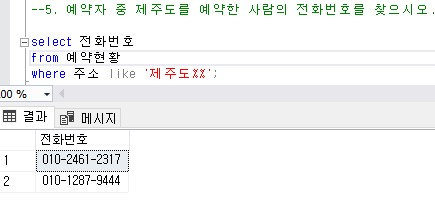 --5. 예약자 중 제주도를 예약한 사람의 전화번호를 찾으시오.
select 전화번호
from 예약현황
where 주소 like '제주도%%';
00 %
결과 메시지
전화번호
1 010-2461-2317
2 010-1287-9444